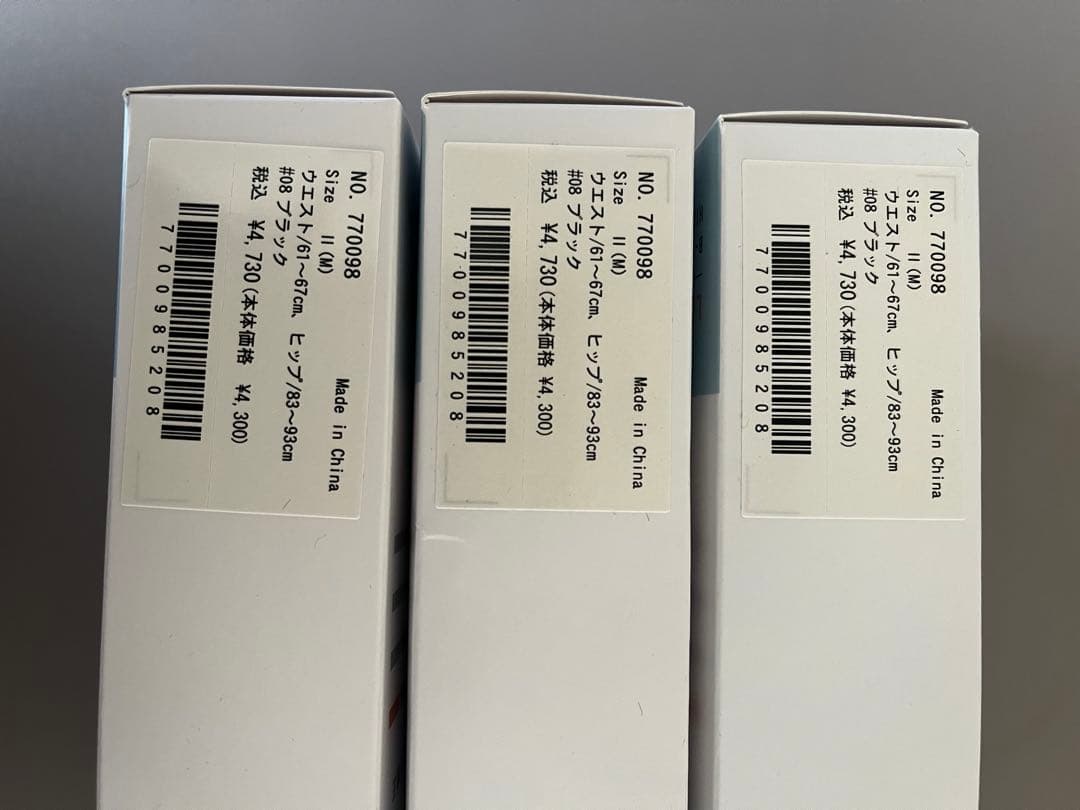 NO. 770098
Size II(M)
ウエスト/61～67cm、ヒップ/83～93cm
#08 ブラック
税込 ¥4,730(本体価格 ¥4,300)
7700985208
Made in China
NO. 770098
Size II(M)
ウエスト/61～67cm、ヒップ/83～93cm
#08 ブラック
税込 ¥4,730(本体価格 ¥4,300)
7700985208
Made in China
NO. 770098
Size II(M)
ウエスト/61～67cm、ヒップ/83～93cm
#08 ブラック
税込 ¥4,730(本体価格 ¥4,300)
7700985208
Made in China